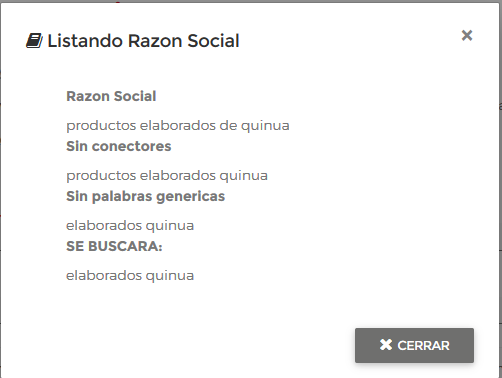 Listando Razon Social
×
Razon Social
productos elaborados de quinua
Sin conectores
productos elaborados quinua
Sin palabras genericas
elaborados quinua
SE BUSCARA:
elaborados quinua
CERRAR